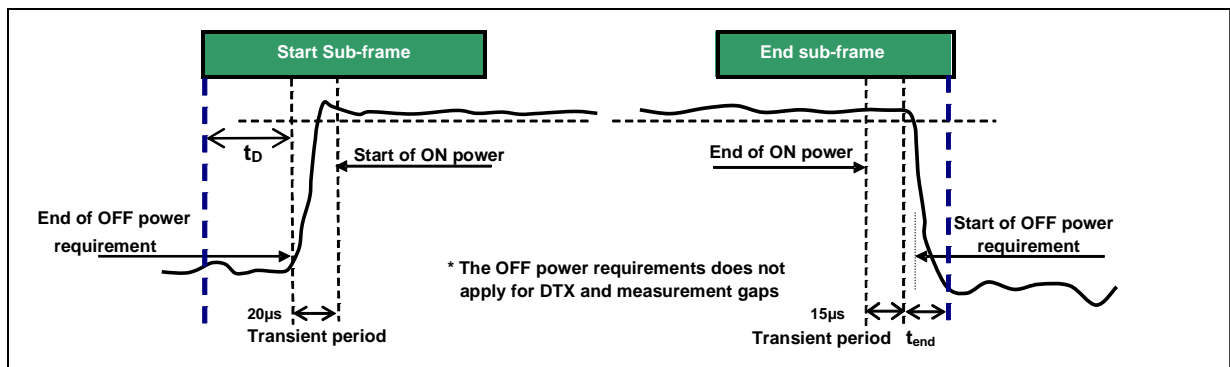 Start Sub-frame
End sub-frame
tD
Start of ON power
End of ON power
End of OFF power
requirement
Start of OFF power
requirement
* The OFF power requirements does not
apply for DTX and measurement gaps
20µs
Transient period
15µs
Transient period
tend